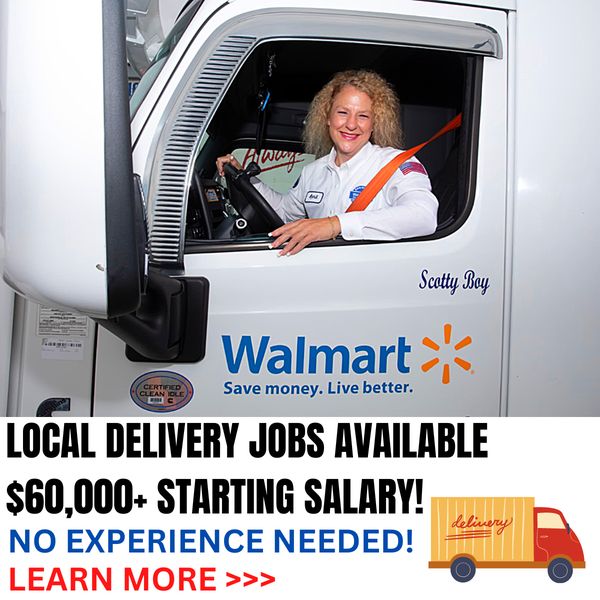 Away
Scotty Boy
Walmart
Save money. Live better.
CERTIFIED
CLEAN IDLE
LOCAL DELIVERY JOBS AVAILABLE
$60,000+ STARTING SALARY!
delivery
NO EXPERIENCE NEEDED!
LEARN MORE >>>